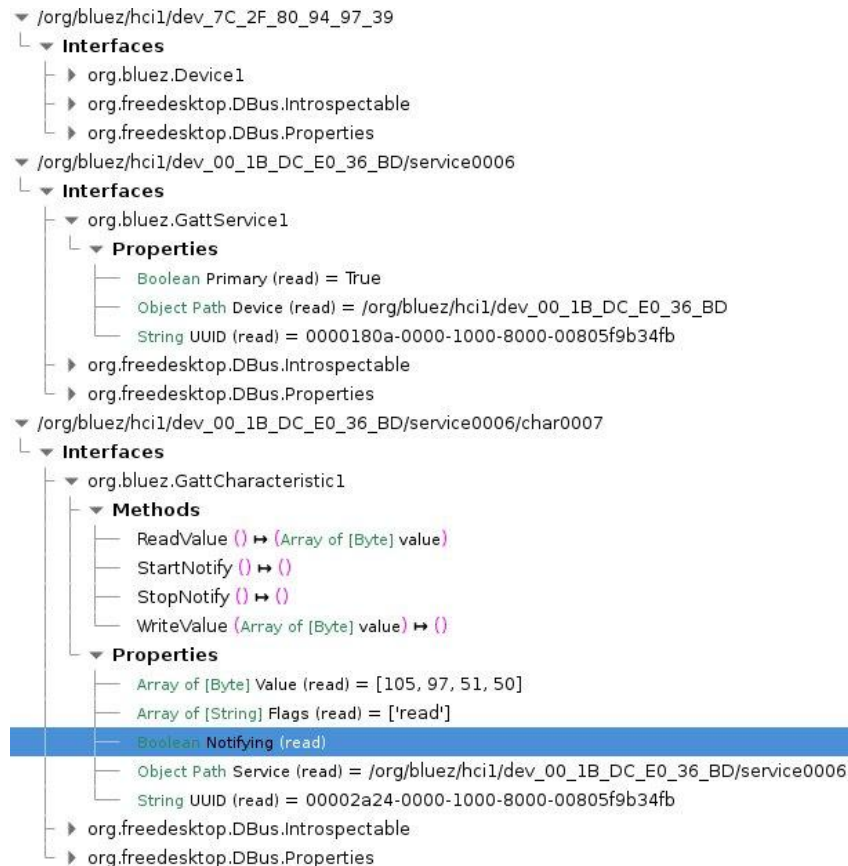 /org/bluez/hci1/dev_7C_2F_80_94_97_39
Interfaces
org.bluez.Device1
org.freedesktop.DBus.Introspectable
org.freedesktop.DBus.Properties
/org/bluez/hci1/dev_00_1B_DC_E0_36_BD/service0006
Interfaces
org.bluez.GattService1
Properties
Boolean Primary (read) = True
Object Path Device (read) = /org/bluez/hci1/dev_00_1B_DC_E0_36_BD
String UUID (read) = 0000180a-0000-1000-8000-00805f9b34fb
org.freedesktop.DBus.Introspectable
org.freedesktop.DBus.Properties
/org/bluez/hci1/dev_00_1B_DC_E0_36_BD/service0006/char0007
Interfaces
org.bluez.GattCharacteristic1
Methods
ReadValue () ↦ (Array of [Byte] value)
StartNotify () ↦ ()
StopNotify () ↦ ()
WriteValue (Array of [Byte] value) ↦ ()
Properties
Array of [Byte] Value (read) = [105, 97, 51, 50]
Array of [String] Flags (read) = ['read']
Boolean Notifying (read)
Object Path Service (read) = /org/bluez/hci1/dev_00_1B_DC_E0_36_BD/service0006
String UUID (read) = 00002a24-0000-1000-8000-00805f9b34fb
org.freedesktop.DBus.Introspectable
org.freedesktop.DBus.Properties